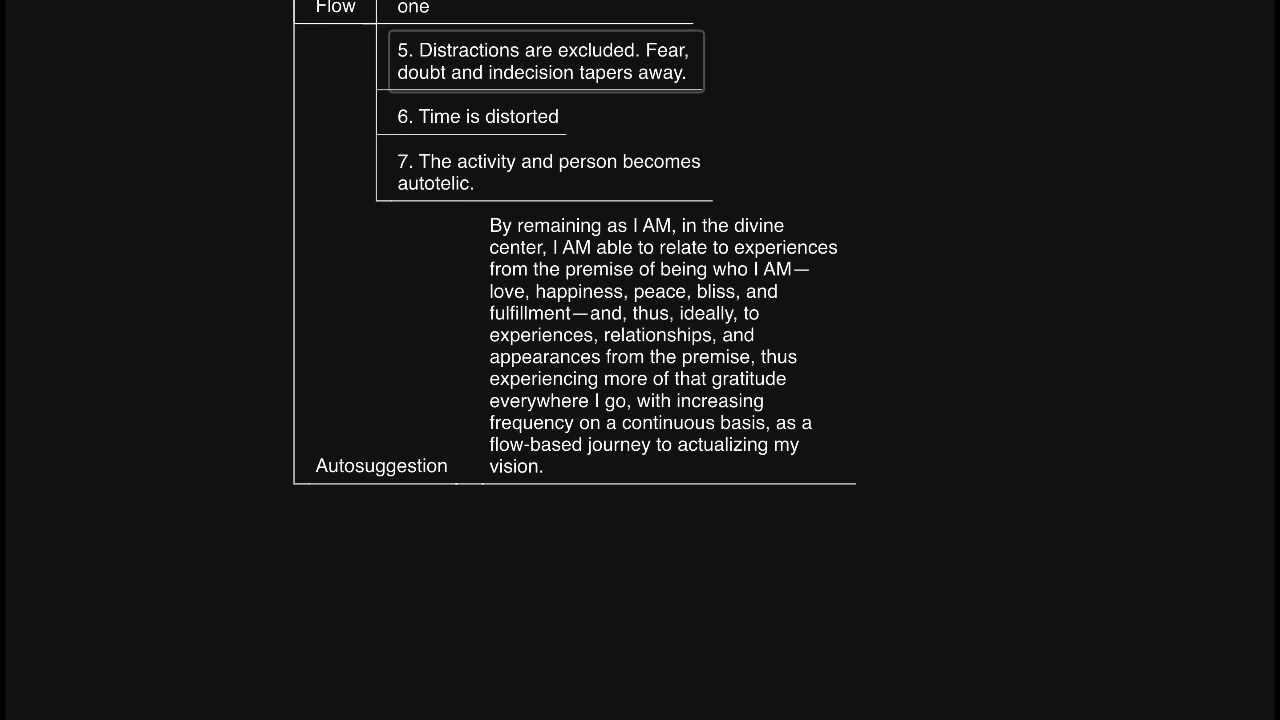 Flow
one
5. Distractions are excluded. Fear,
doubt and indecision tapers away.
6. Time is distorted
7. The activity and person becomes
autotelic.
By remaining as I AM, in the divine
center, I AM able to relate to experiences
from the premise of being who I AM—
love, happiness, peace, bliss, and
fulfillment—and, thus, ideally, to
experiences, relationships, and
appearances from the premise, thus
experiencing more of that gratitude
everywhere I go, with increasing
frequency on a continuous basis, as a
flow-based journey to actualizing my
vision.
Autosuggestion